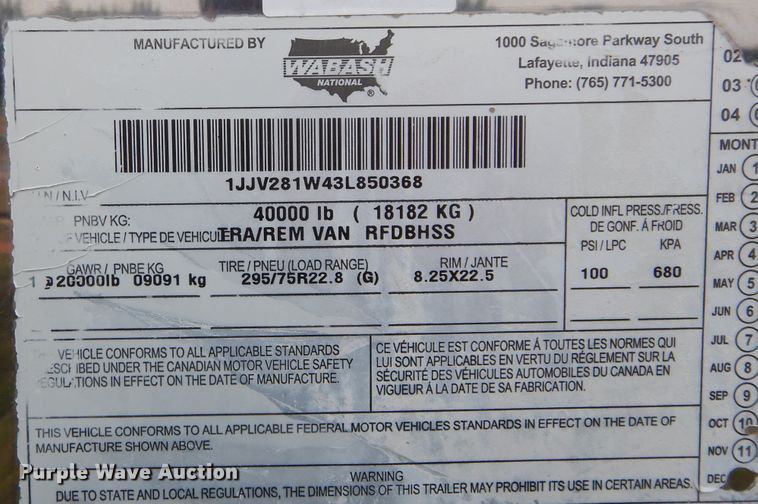 MANUFACTURED BY
WABASH
NATIONAL
®
1000 Sagamore Parkway South
Lafayette, Indiana 47905
Phone: (765) 771-5300
02
03
04
MONT
JAN 1
FEB 2
MAR 3
APR 4
MAY 5
JUN 6
JUL 7
AUG 8
SEP 9
OCT 10
NOV 11
DEC
1JJV281W43L850368
N / N.I.V.
PNBV KG: 40000 lb ( 18182 KG )
VEHICLE / TYPE DE VEHICULE TRA/REM VAN RFDBHSS
COLD INFL PRESS./PRESS.
DE GONF. À FROID
PSI / LPC KPA
100 680
GAWR / PNBE KG TIRE / PNEU (LOAD RANGE) RIM / JANTE
@20000lb 09091 kg 295/75R22.8 (G) 8.25X22.5
VEHICLE CONFORMS TO ALL APPLICABLE STANDARDS
UNDER THE CANADIAN MOTOR VEHICLE SAFETY
IN EFFECT ON THE DATE OF MANUFACTURE.
CE VÉHICULE EST CONFORME À TOUTES LES NORMES QUI
LUI SONT APPLICABLES EN VERTU DU RÉGLEMENT SUR LA
SÉCURITÉ DES VÉHICULES AUTOMOBILES DU CANADA EN
VIGUEUR À LA DATE DE SA FABRICATION.
THIS VEHICLE CONFORMS TO ALL APPLICABLE FEDERAL MOTOR VEHICLES STANDARDS IN EFFECT ON THE DATE OF
MANUFACTURE SHOWN ABOVE.
WARNING
DUE TO STATE AND LOCAL REGULATIONS, THE DIMENSIONS OF THIS TRAILER MAY PROHIBIT ITS USE IN CERTAIN AREAS.
Purple Wave Auction